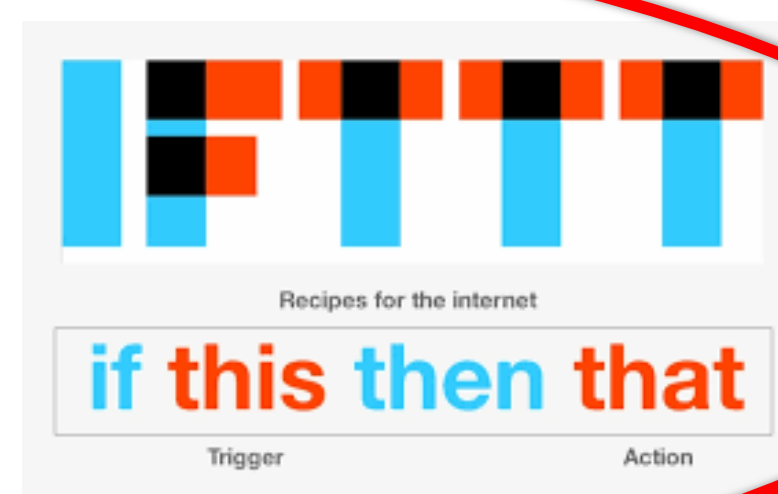 IFTTT
Recipes for the internet
if this then that
Trigger Action